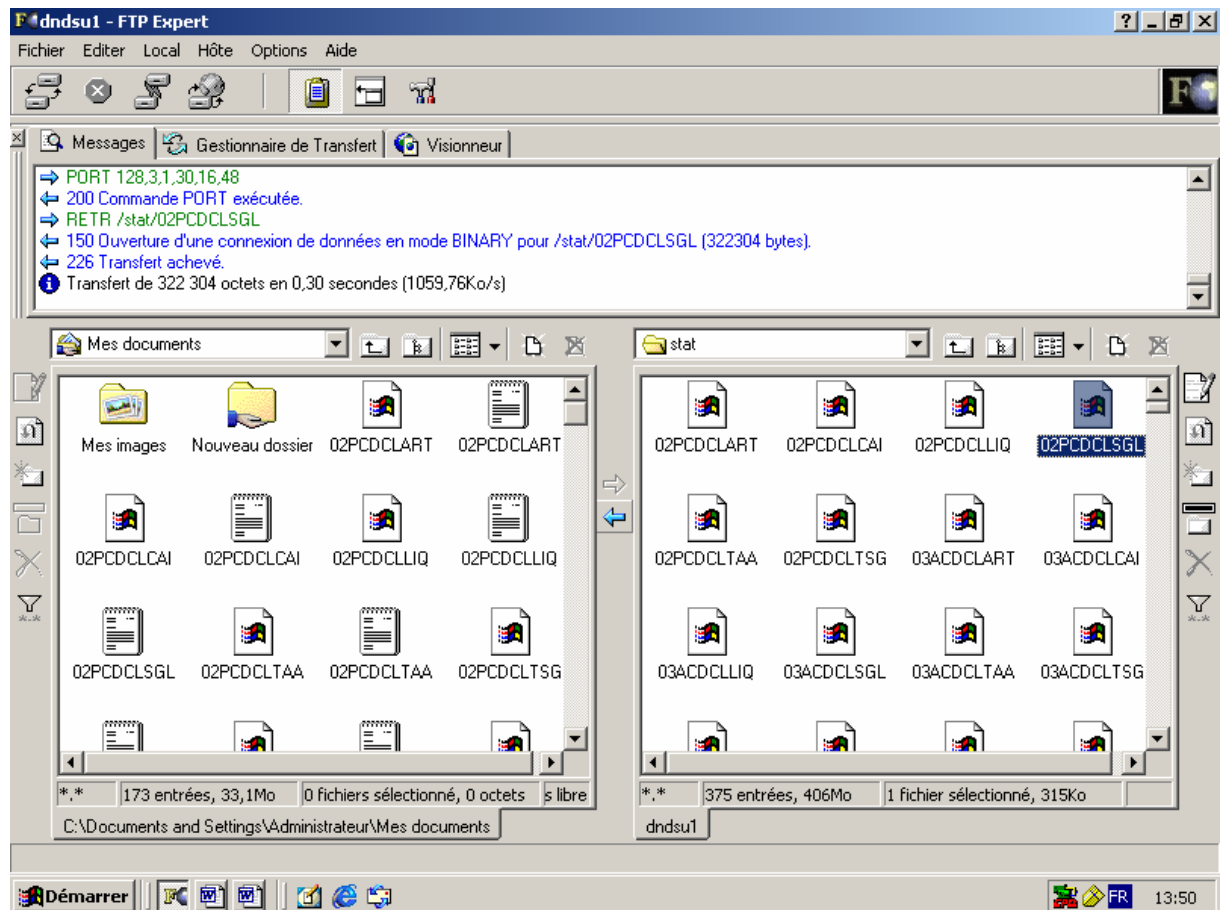 dndsu1 - FTP Expert
Fichier Editer Local Hôte Options Aide
Messages Gestionnaire de Transfert Visionneur
PORT 128,3,1,30,16,48
200 Commande PORT exécutée.
RETR /stat/02PCDCLSGL
150 Ouverture d'une connexion de données en mode BINARY pour /stat/02PCDCLSGL (322304 bytes).
226 Transfert achevé.
Transfert de 322 304 octets en 0,30 secondes (1059,76Ko/s)
Mes documents
Mes images Nouveau dossier 02PCDCLART 02PCDCLART
02PCDCLCAI 02PCDCLCAI 02PCDCLLIQ 02PCDCLLIQ
02PCDCLSGL 02PCDCLTAA 02PCDCLTAA 02PCDCLTSG
*.* 173 entrées, 33,1Mo 0 fichiers sélectionné, 0 octets s libre
C:\Documents and Settings\Administrateur\Mes documents
stat
02PCDCLART 02PCDCLCAI 02PCDCLLIQ 02PCDCLSGL
02PCDCLTAA 02PCDCLTSG 03ACDCLART 03ACDCLCAI
03ACDCLLIQ 03ACDCLSGL 03ACDCLTAA 03ACDCLTSG
*.* 375 entrées, 406Mo 1 fichier sélectionné, 315Ko
dndsu1
Démarrer FR 13:50